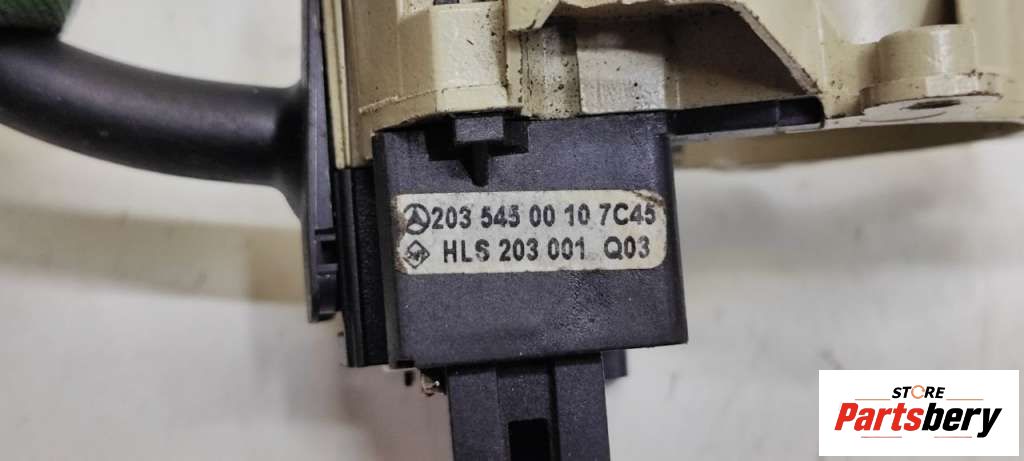 203 545 00 10 7C45
HLS 203 001 Q03
STORE
Partsbery